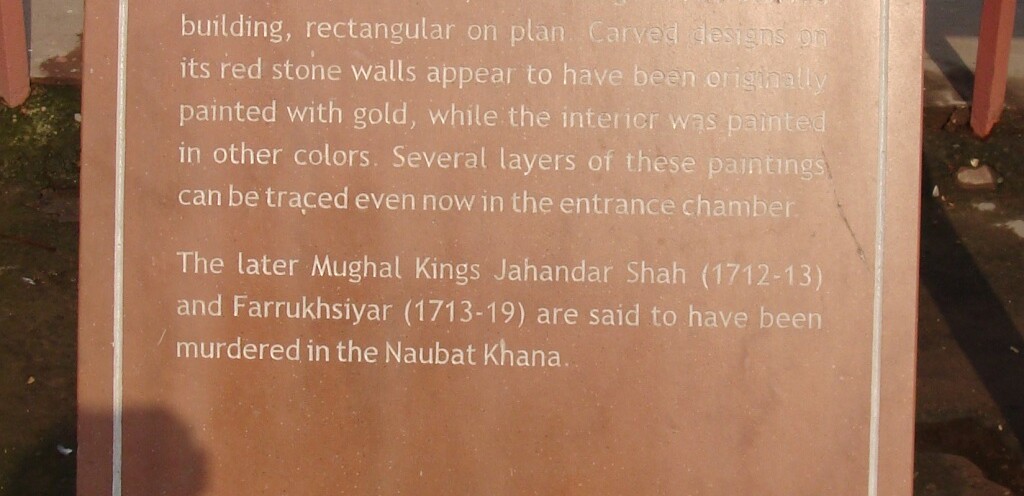 building, rectangular on plan. Carved designs on
its red stone walls appear to have been originally
painted with gold, while the interior was painted
in other colors. Several layers of these paintings
can be traced even now in the entrance chamber.
The later Mughal Kings Jahandar Shah (1712-13)
and Farrukhsiyar (1713-19) are said to have been
murdered in the Naubat Khana.